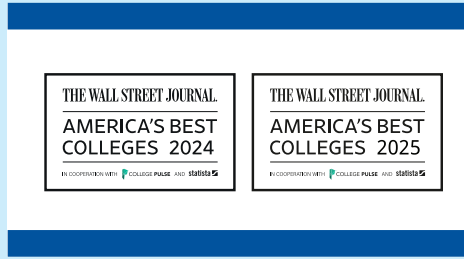 THE WALL STREET JOURNAL.
AMERICA'S BEST
COLLEGES 2024
IN COOPERATION WITH COLLEGE PULSE AND statista
THE WALL STREET JOURNAL.
AMERICA'S BEST
COLLEGES 2025
IN COOPERATION WITH COLLEGE PULSE AND statista